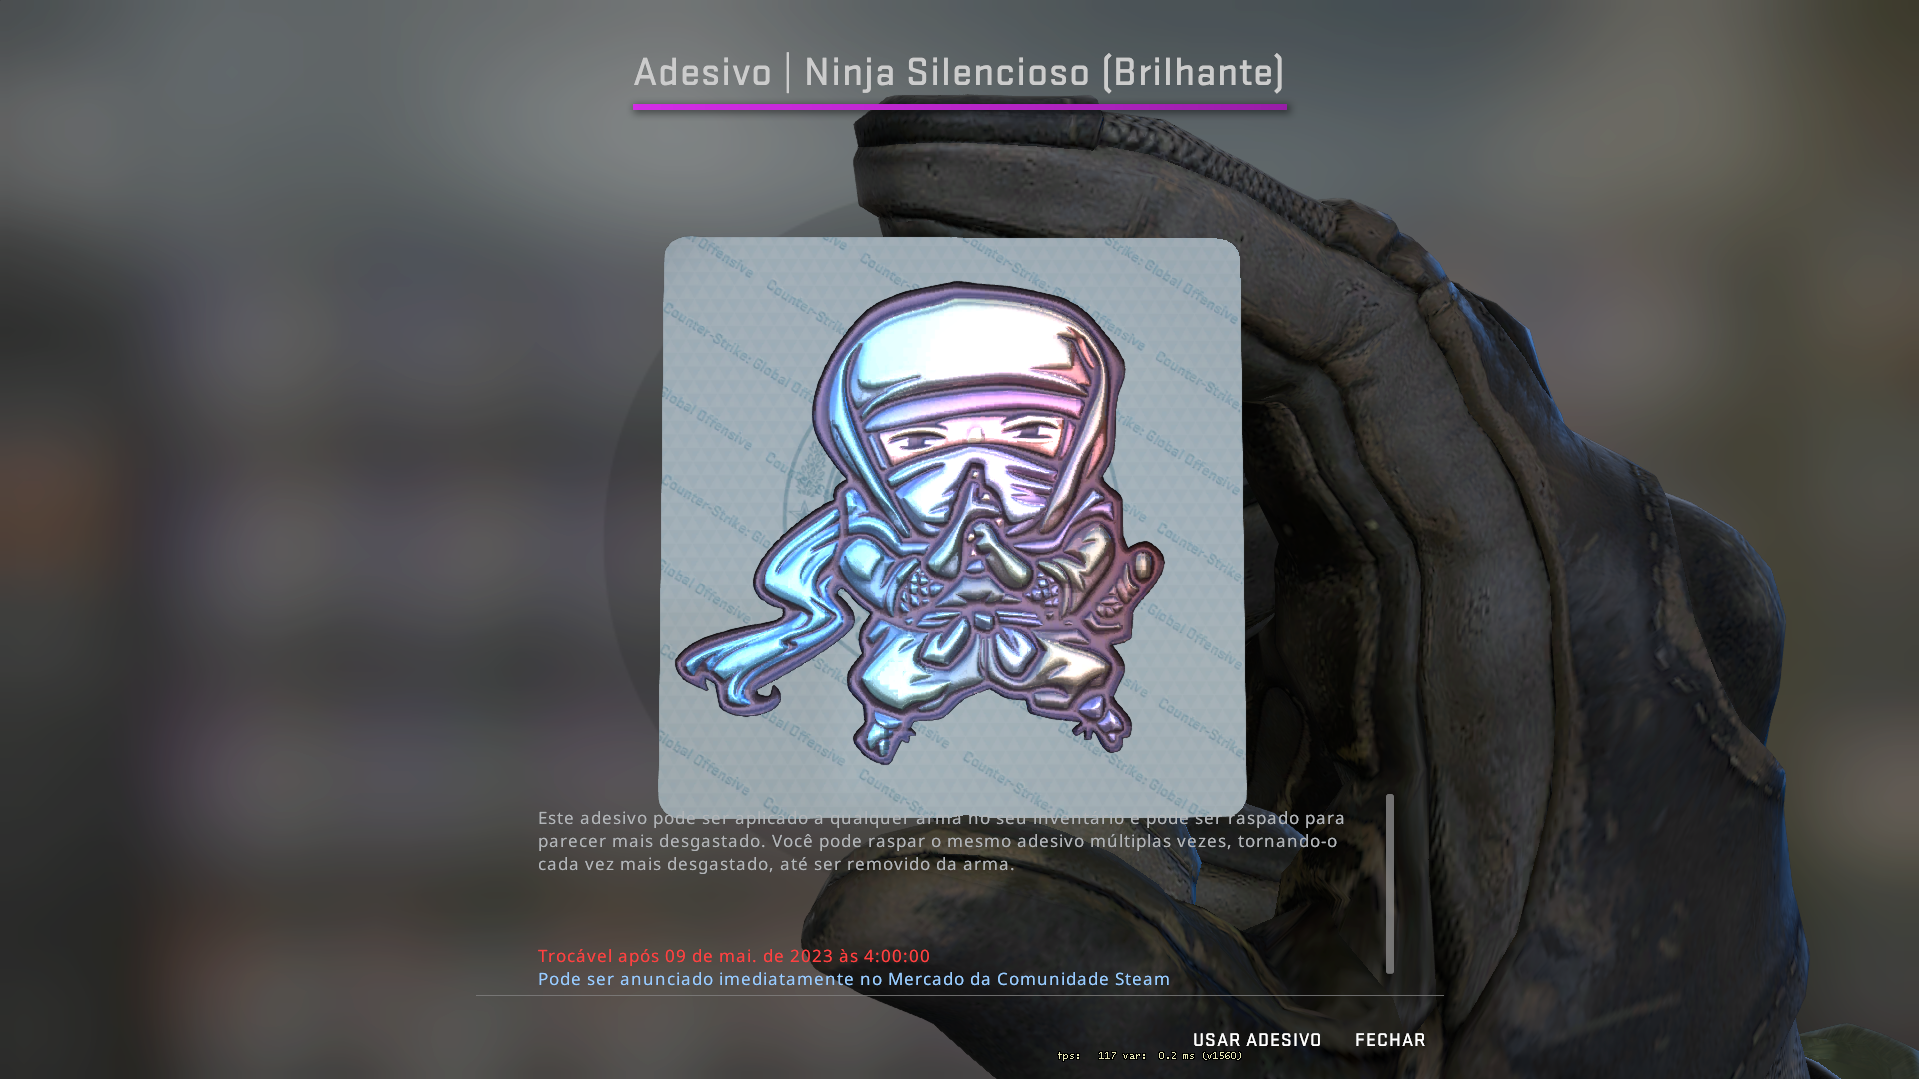 Adesivo | Ninja Silencioso (Brilhante)
Este adesivo pode ser aplicado a qualquer arma no seu inventário e pode ser raspado para
parecer mais desgastado. Você pode raspar o mesmo adesivo múltiplas vezes, tornando-o
cada vez mais desgastado, até ser removido da arma.
Trocável após 09 de mai. de 2023 às 4:00:00
Pode ser anunciado imediatamente no Mercado da Comunidade Steam
USAR ADESIVO FECHAR
fps: 117 var: 0.2 ms (v1560)